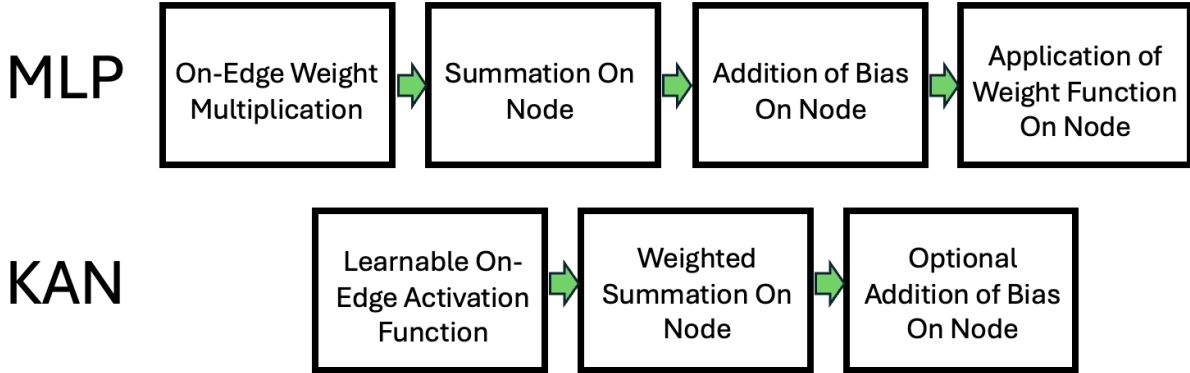 MLP
On-Edge Weight
Multiplication
Summation On
Node
Addition of Bias
On Node
Application of
Weight Function
On Node
KAN
Learnable On-
Edge Activation
Function
Weighted
Summation On
Node
Optional
Addition of Bias
On Node